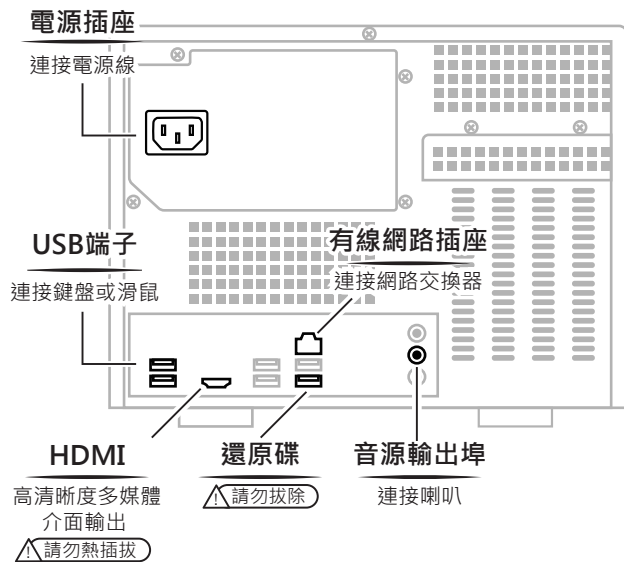 電源插座
連接電源線
USB端子
連接鍵盤或滑鼠
有線網路插座
連接網路交換器
HDMI
高清晰度多媒體
介面輸出
請勿熱插拔
還原碟
請勿拔除
音源輸出埠
連接喇叭